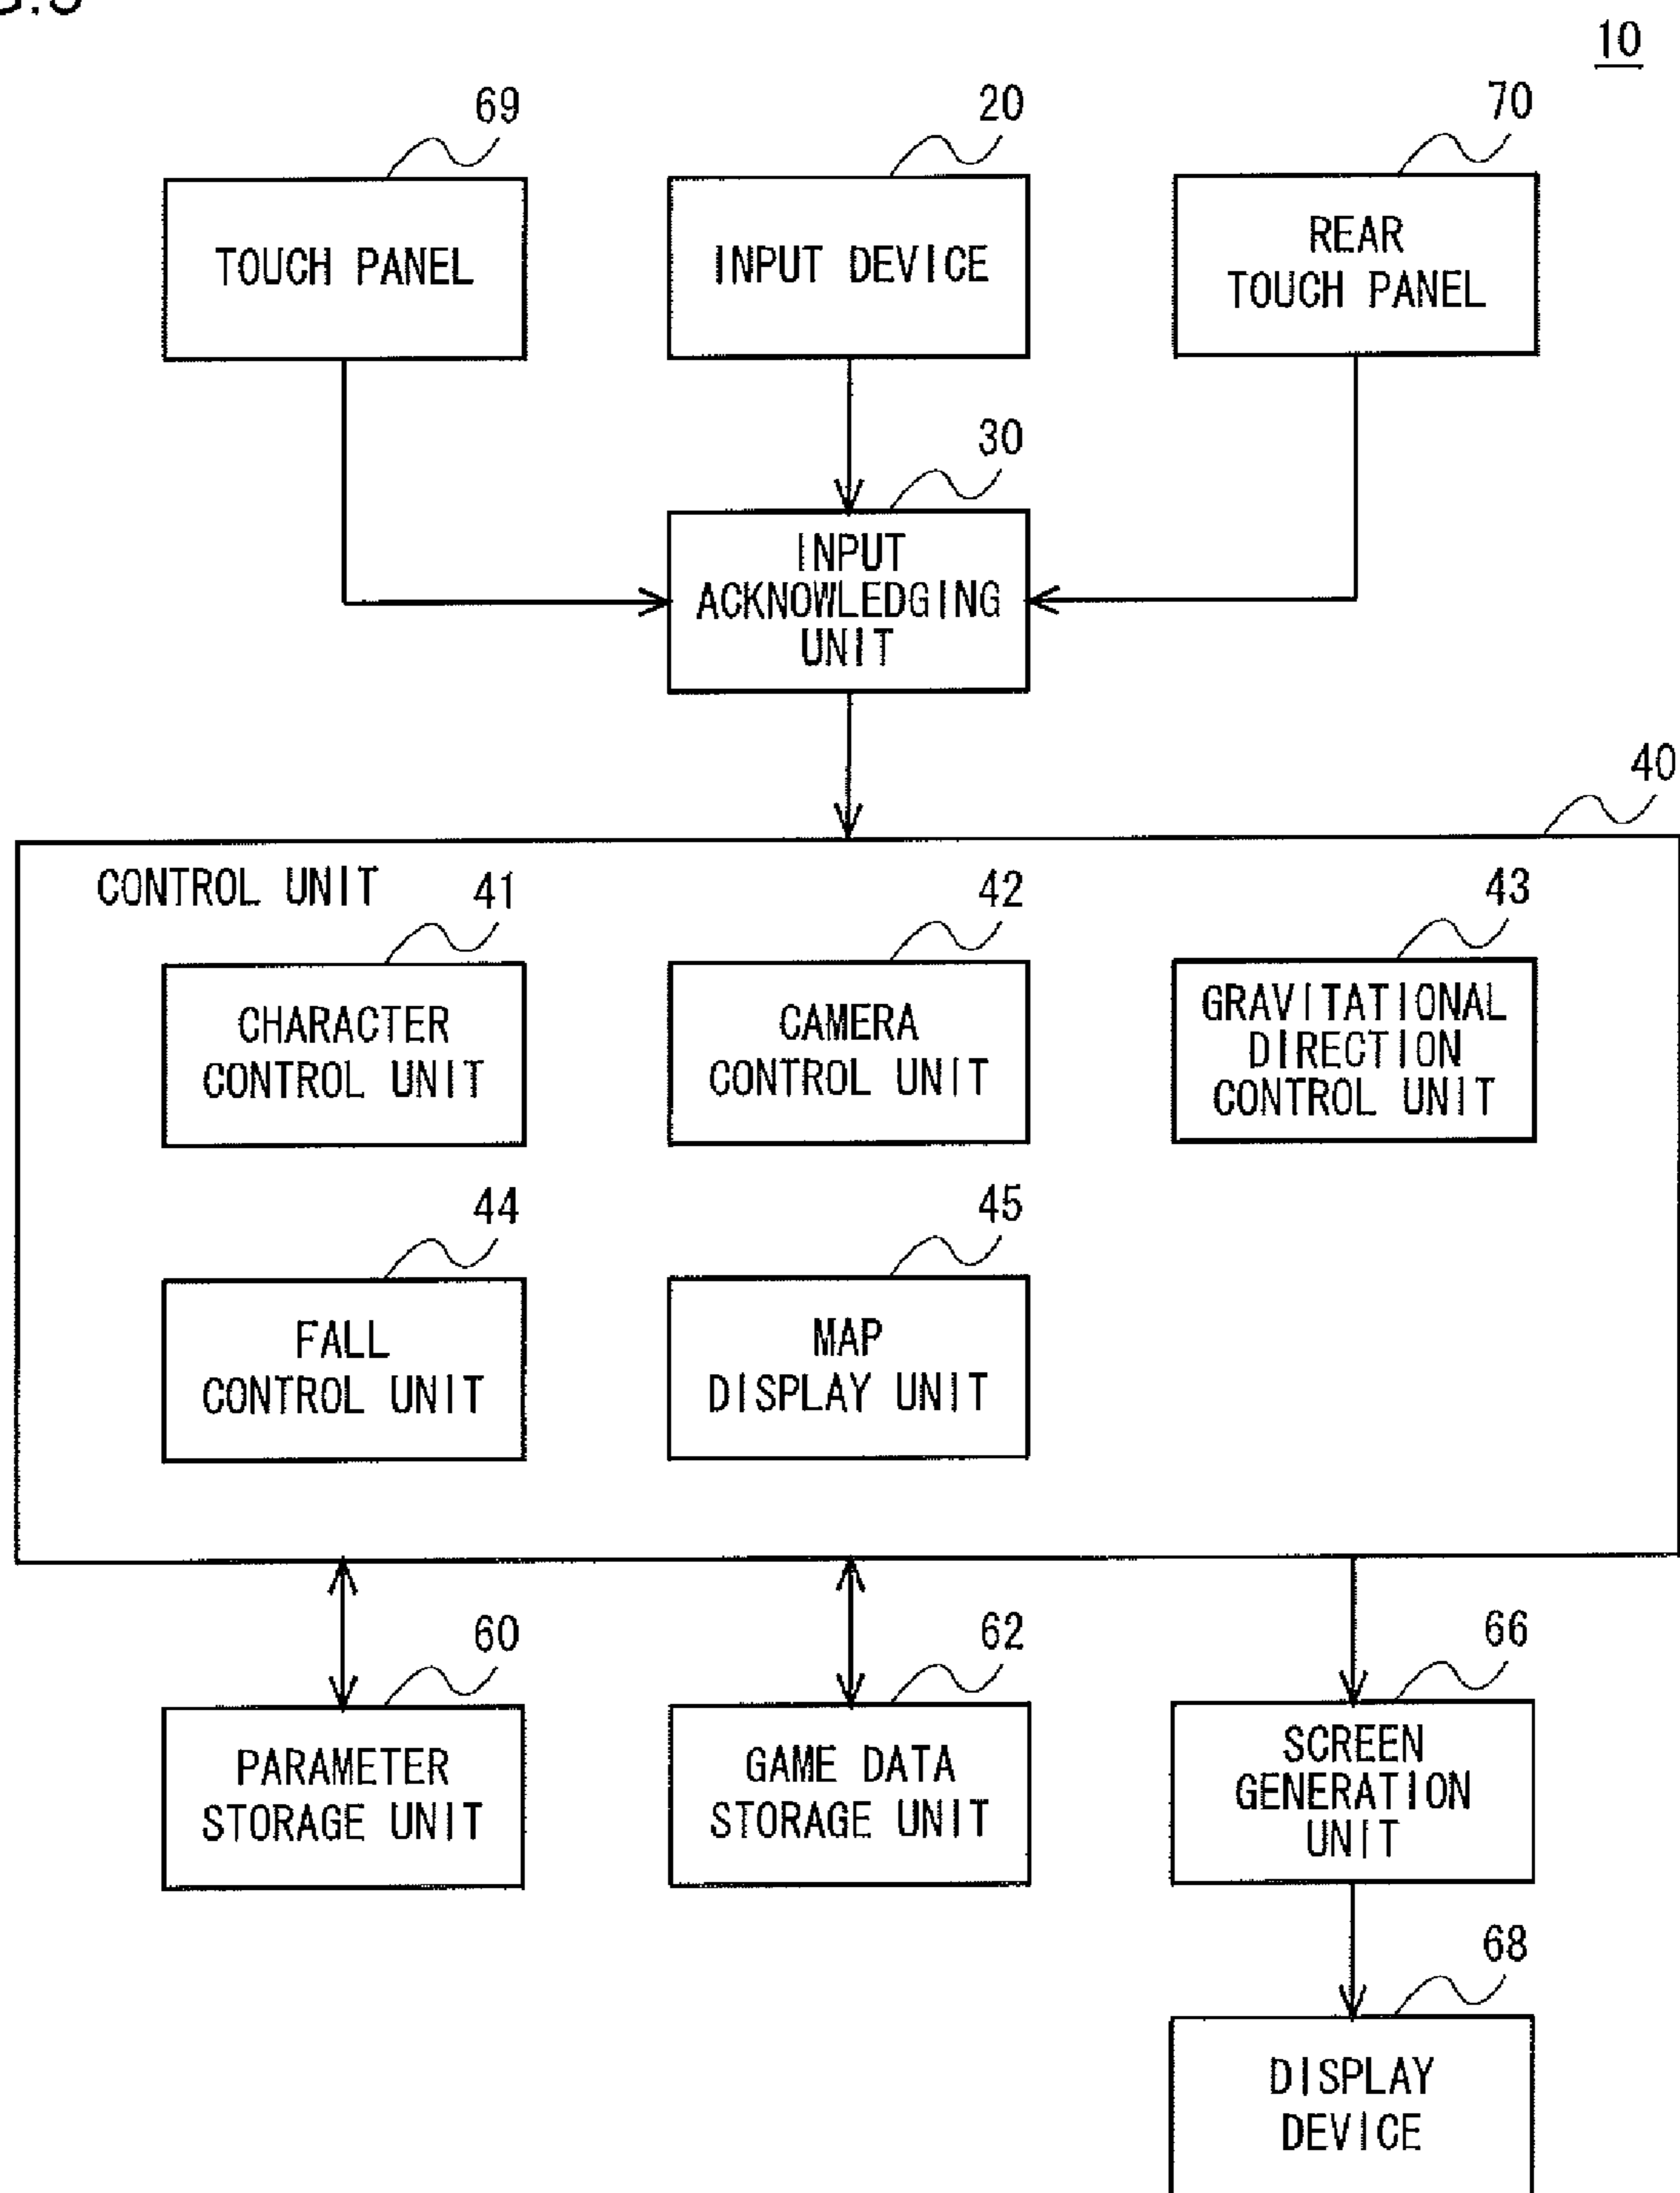 10
69
20
70
TOUCH PANEL
INPUT DEVICE
REAR
TOUCH PANEL
30
INPUT
ACKNOWLEDGING
UNIT
40
CONTROL UNIT
41
42
43
CHARACTER
CONTROL UNIT
CAMERA
CONTROL UNIT
GRAVITATIONAL
DIRECTION
CONTROL UNIT
44
45
FALL
CONTROL UNIT
MAP
DISPLAY UNIT
60
62
66
PARAMETER
STORAGE UNIT
GAME DATA
STORAGE UNIT
SCREEN
GENERATION
UNIT
68
DISPLAY
DEVICE